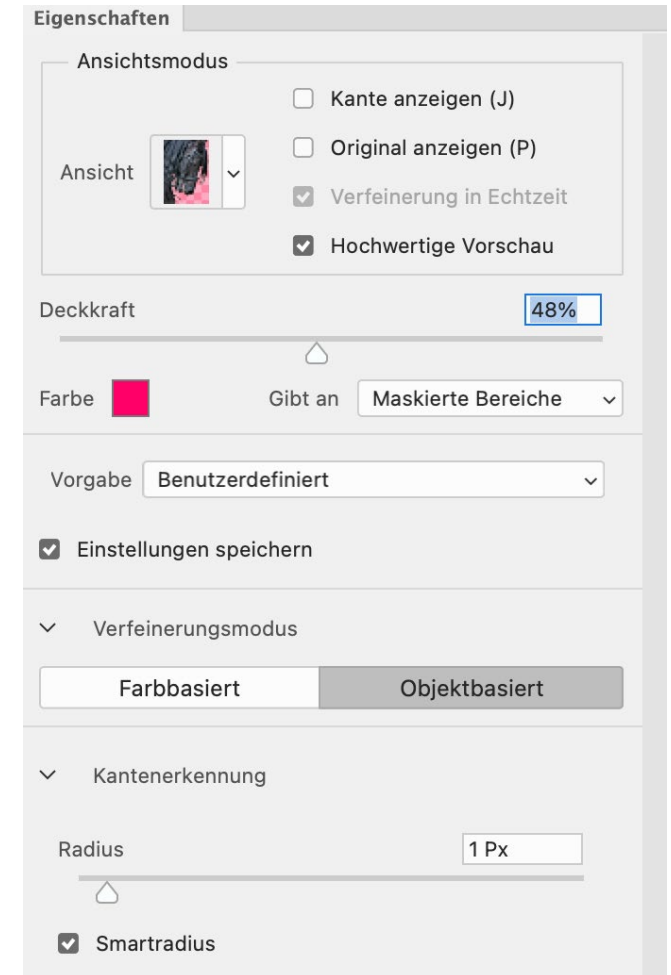 Eigenschaften
Ansichtsmodus
Kante anzeigen (J)
Original anzeigen (P)
Ansicht
Verfeinerung in Echtzeit
Hochwertige Vorschau
Deckkraft 48%
Farbe Gibt an Maskierte Bereiche
Vorgabe Benutzerdefiniert
Einstellungen speichern
Verfeinerungsmodus
Farbbasiert Objektbasiert
Kantenerkennung
Radius 1 Px
Smartradius